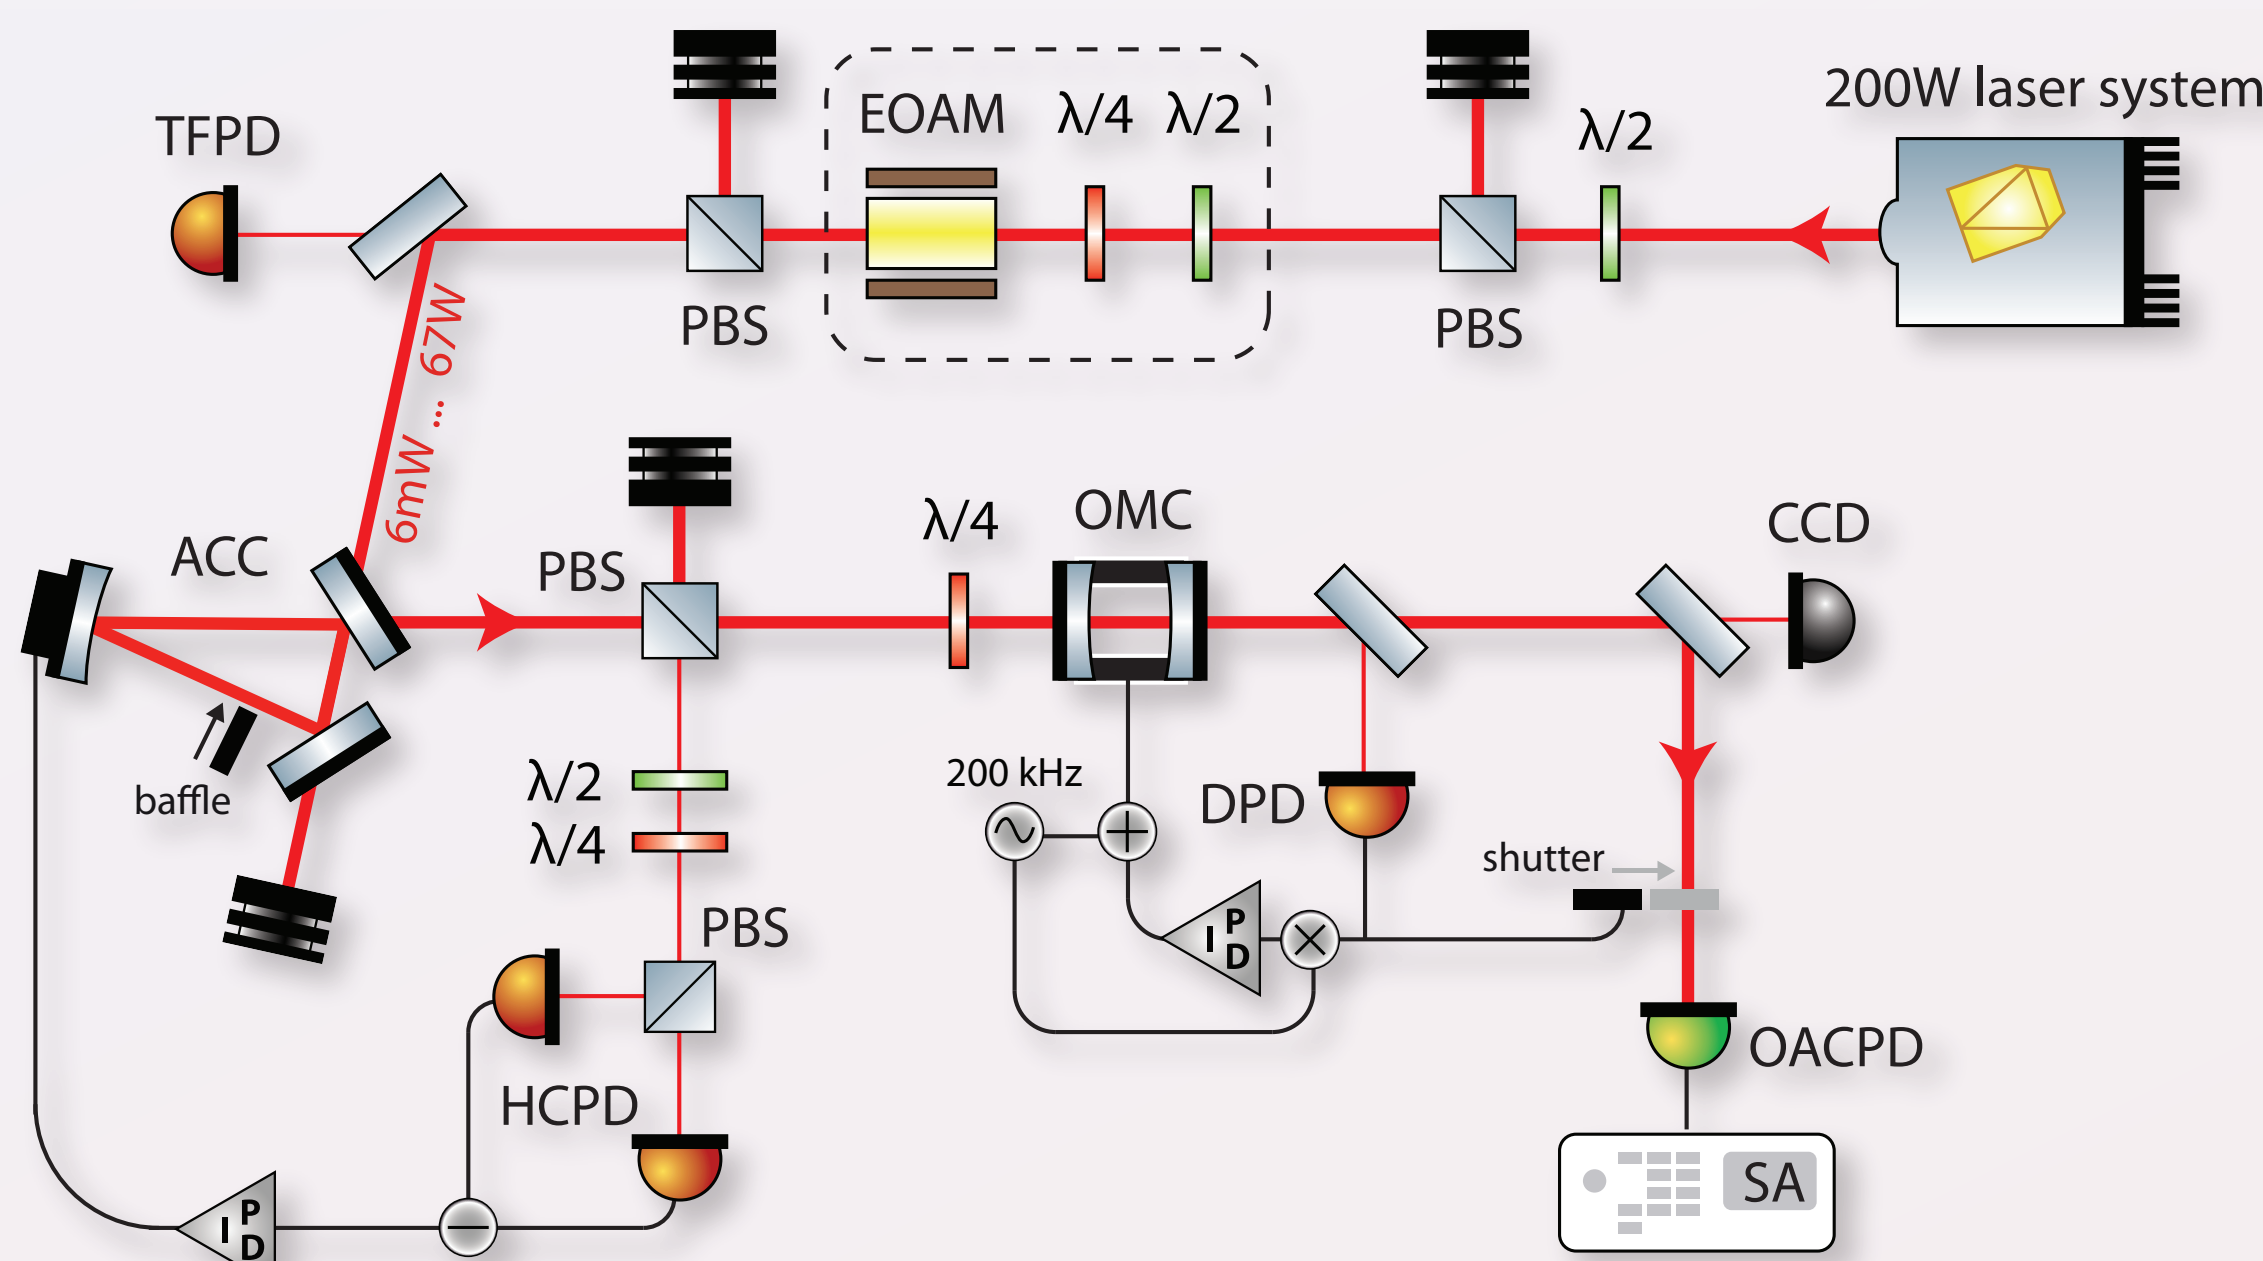 200W laser system
TFPD
EOAM
λ/4
λ/2
λ/2
PBS
PBS
6mW ... 67W
ACC
PBS
λ/4
OMC
CCD
baffle
λ/2
λ/4
200 kHz
DPD
shutter
PBS
P
I
D
HCPD
OACPD
SA
P
I
D